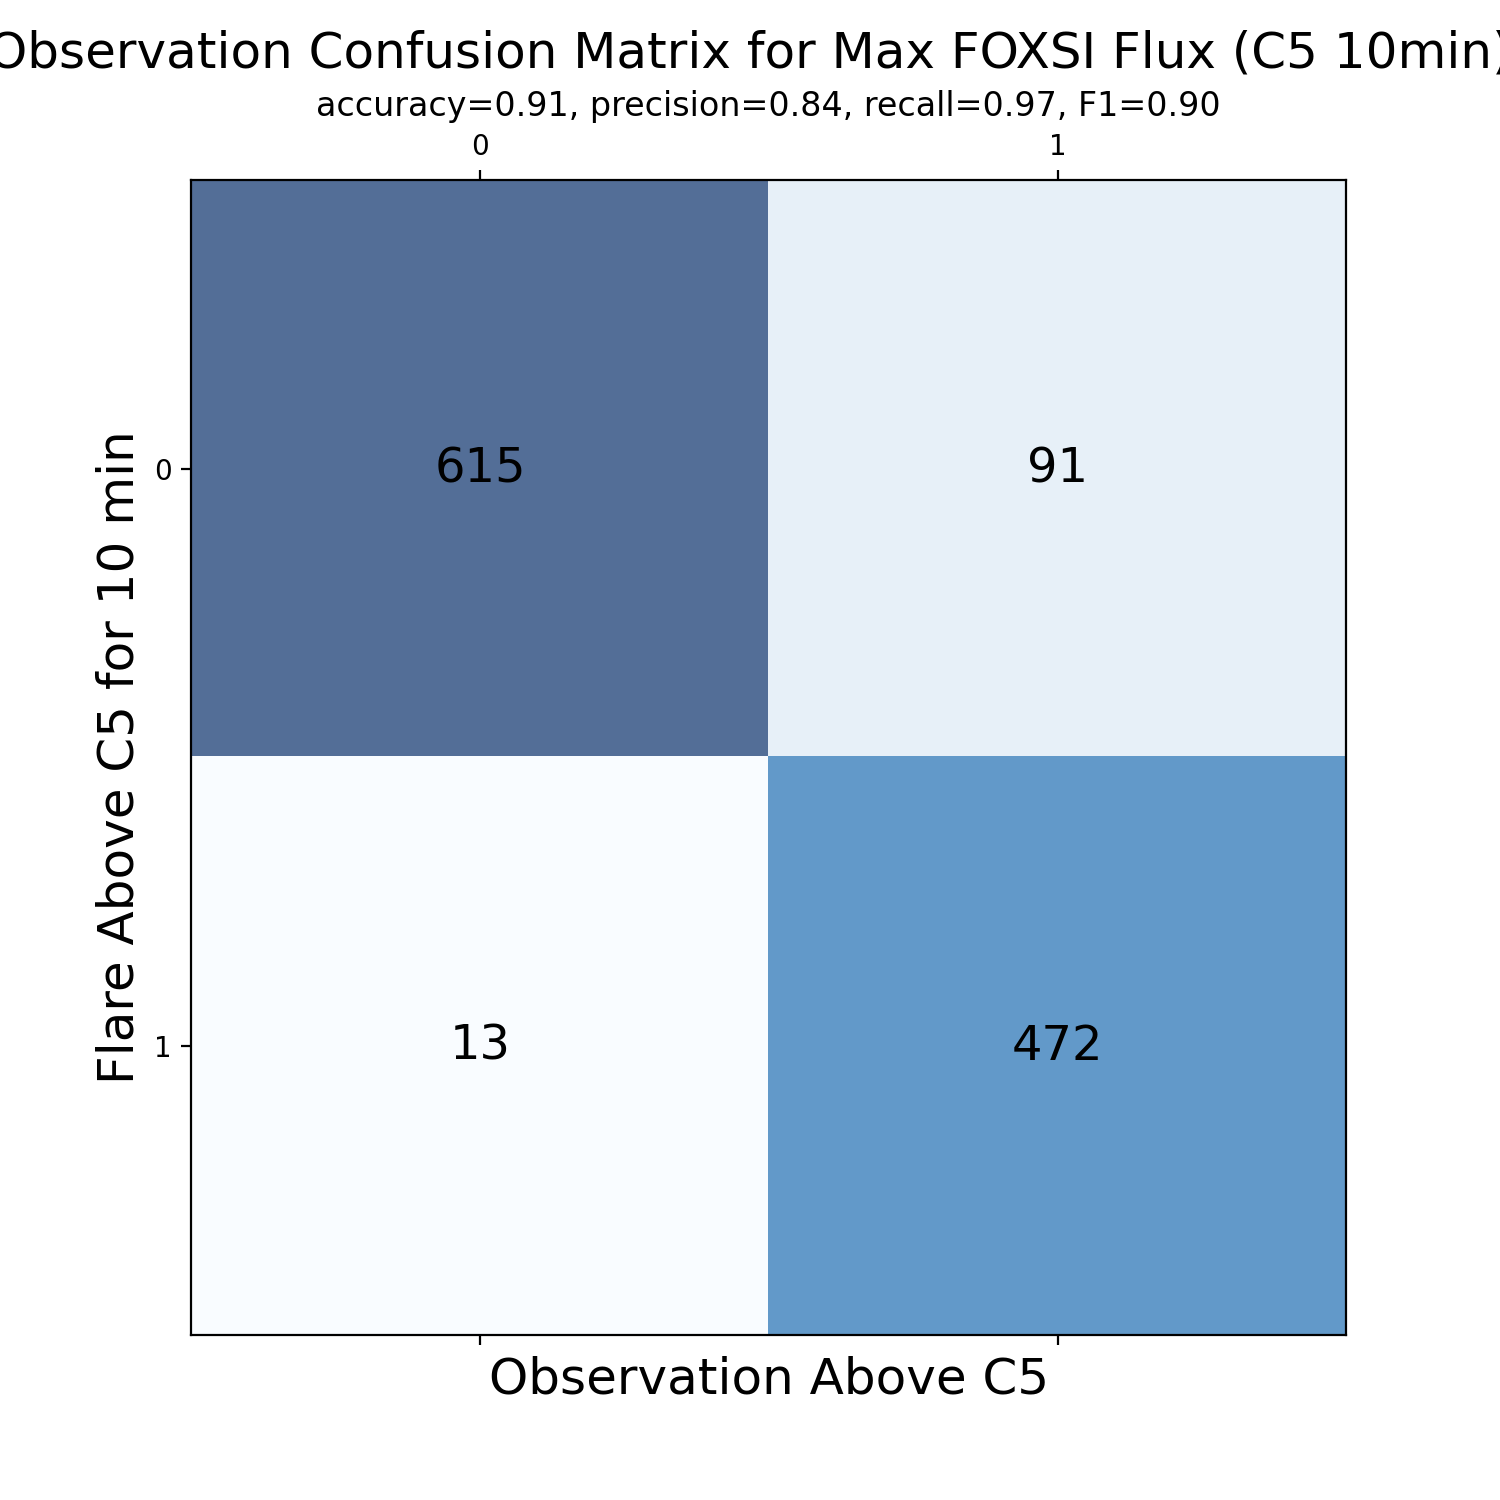 Observation Confusion Matrix for Max FOXSI Flux (C5 10min)
accuracy=0.91, precision=0.84, recall=0.97, F1=0.90
0 1
Flare Above C5 for 10 min
0 615 91
1 13 472
Observation Above C5